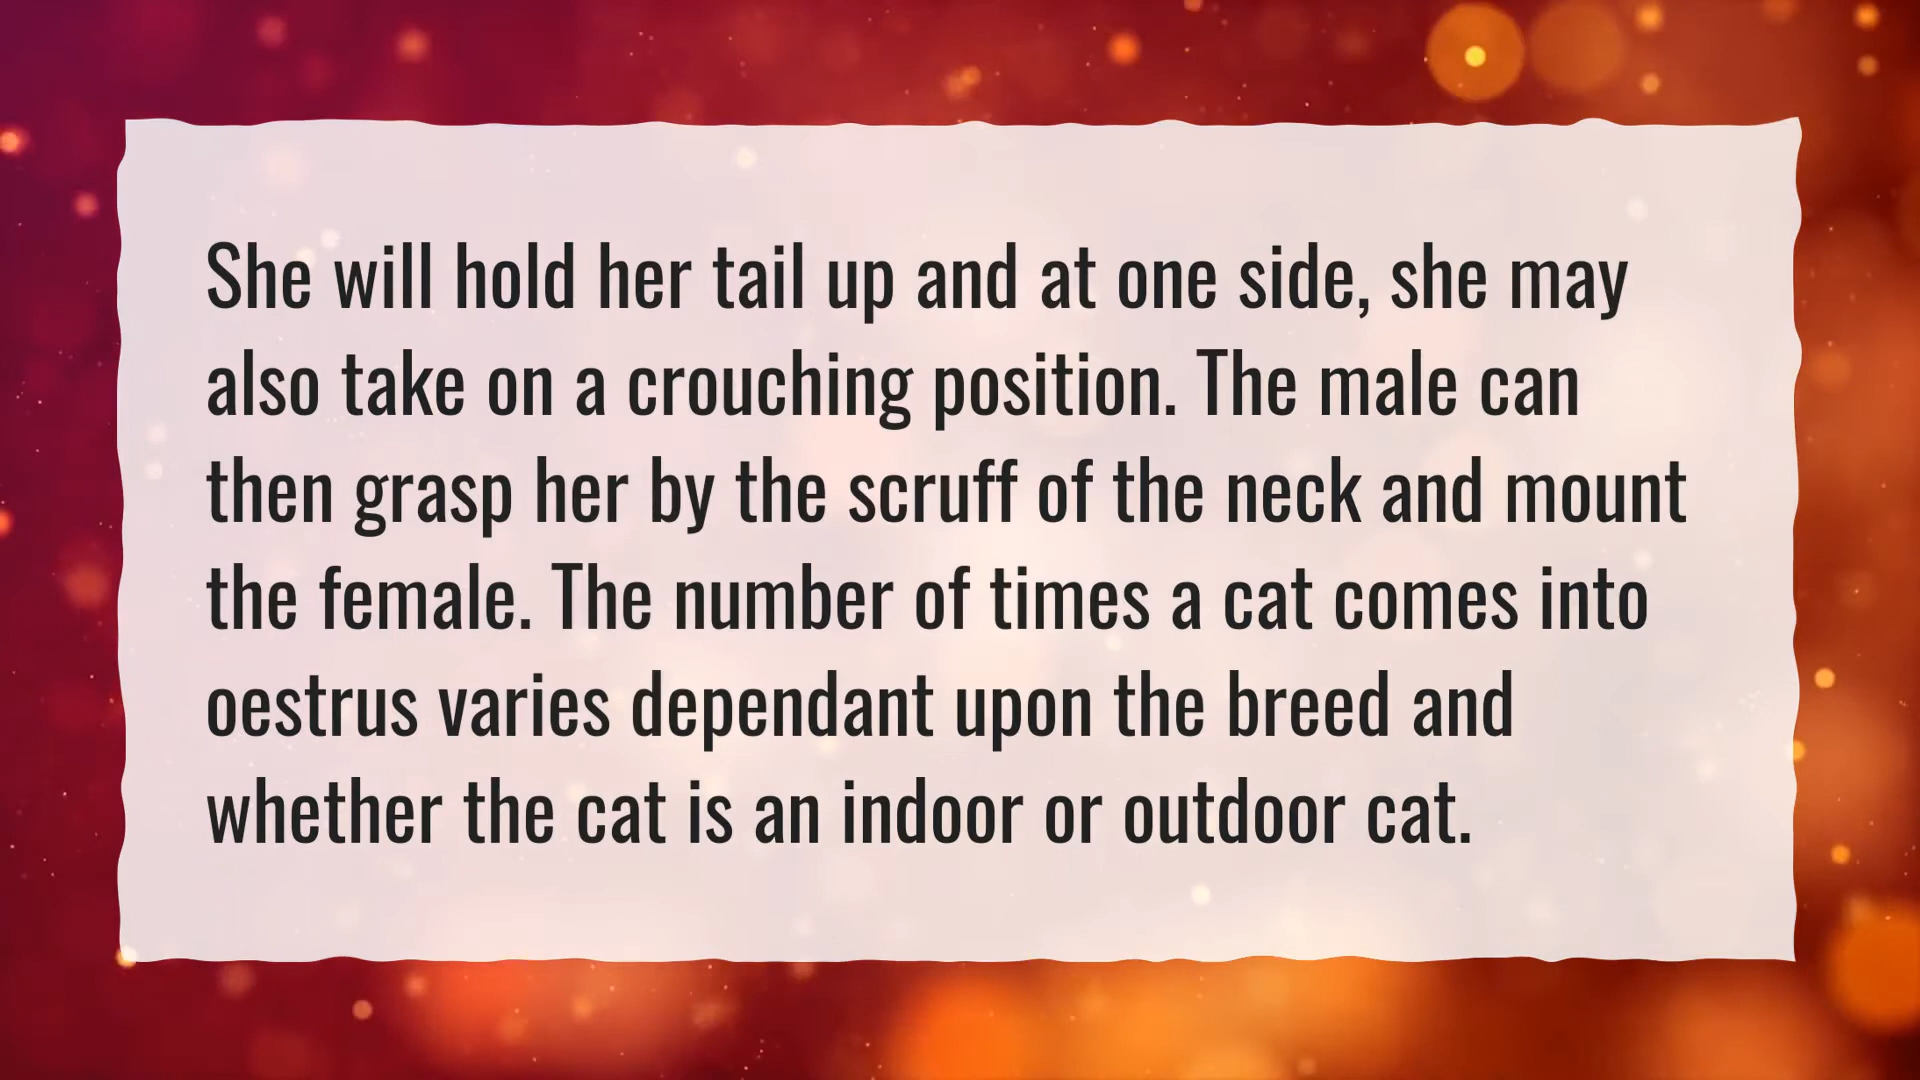 She will hold her tail up and at one side, she may
also take on a crouching position. The male can
then grasp her by the scruff of the neck and mount
the female. The number of times a cat comes into
oestrus varies dependant upon the breed and
whether the cat is an indoor or outdoor cat.